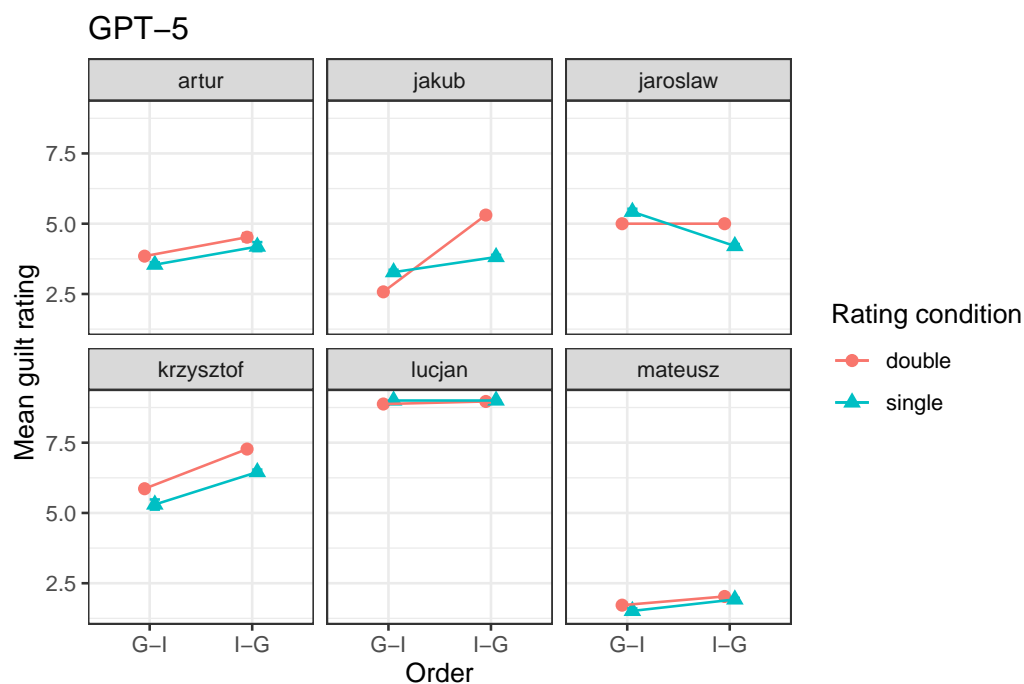 GPT−5
artur
jakub
jaroslaw
7.5
5.0
2.5
krzysztof
lucjan
mateusz
7.5
5.0
2.5
G−I
I−G
G−I
I−G
G−I
I−G
Order
Mean guilt rating
Rating condition
double
single